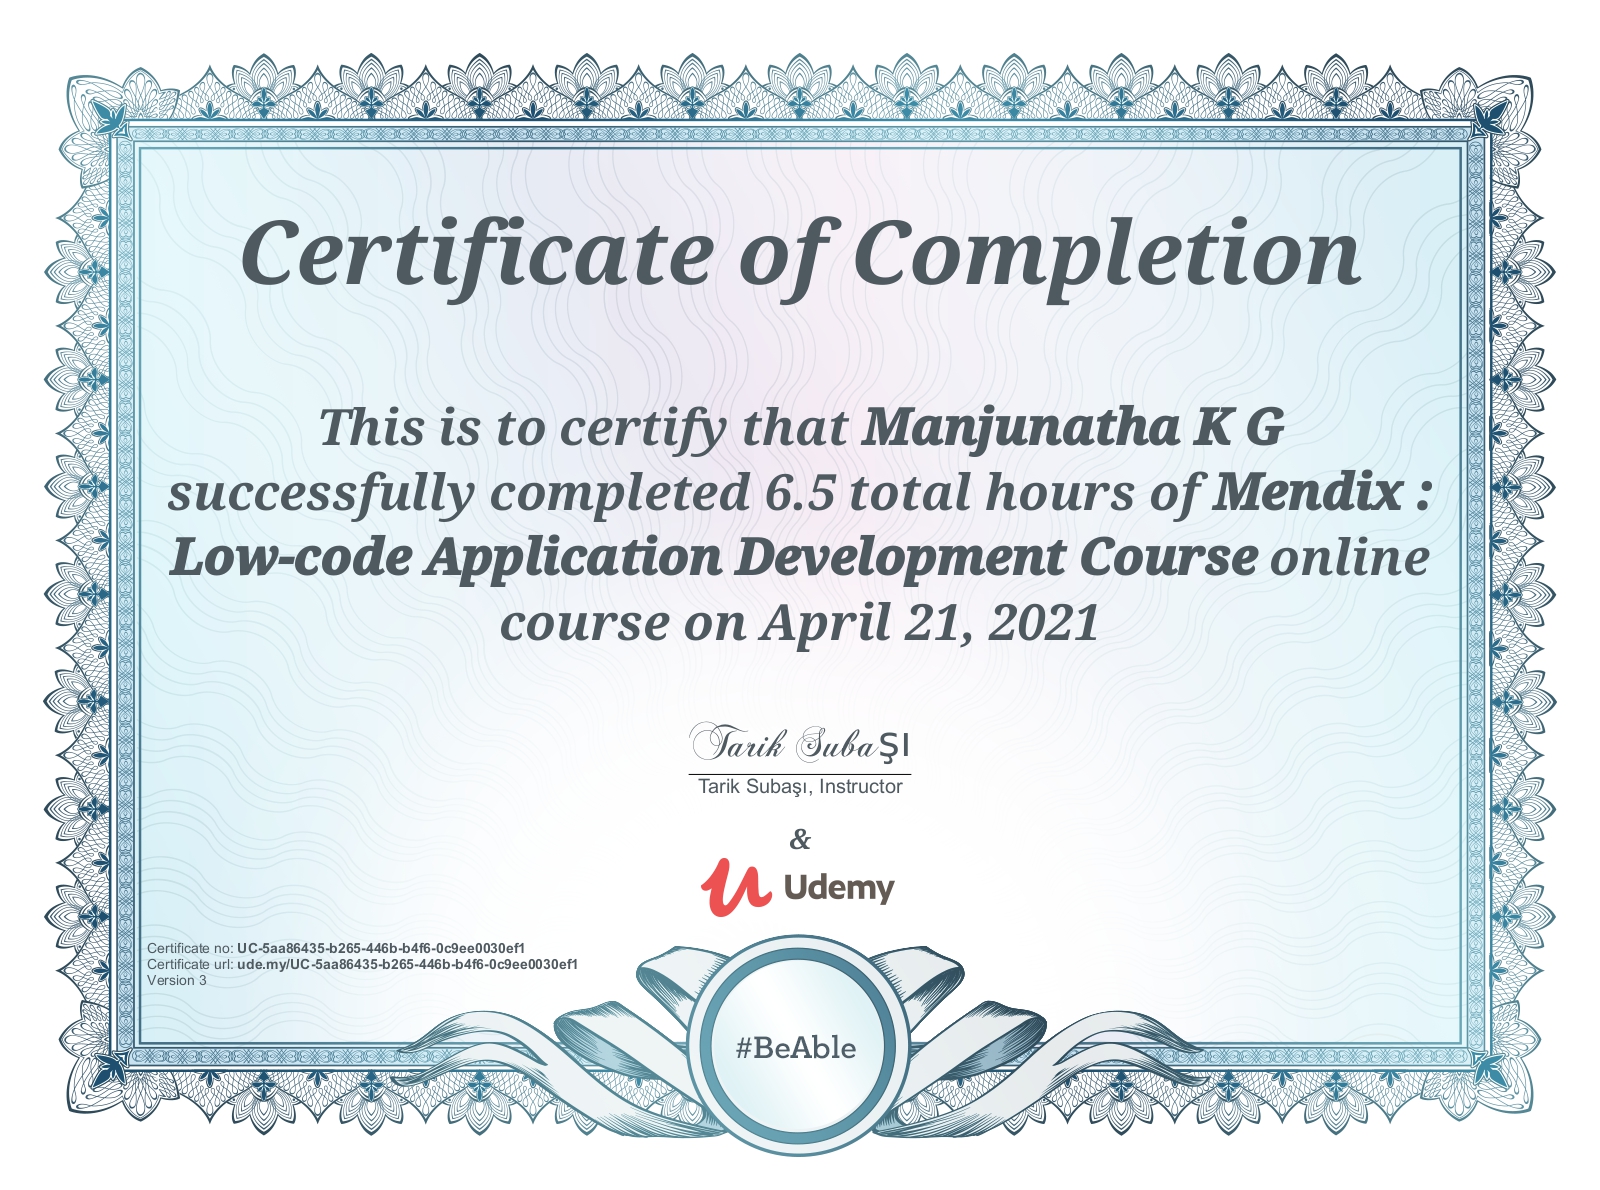 Certificate of Completion
This is to certify that Manjunatha K G
successfully completed 6.5 total hours of Mendix :
Low-code Application Development Course online
course on April 21, 2021
Tarik Subaşı
Tarik Subaşı, Instructor
&
Udemy
Certificate no: UC-5aa86435-b265-446b-b4f6-0c9ee0030ef1
Certificate url: ude.my/UC-5aa86435-b265-446b-b4f6-0c9ee0030ef1
Version 3
#BeAble